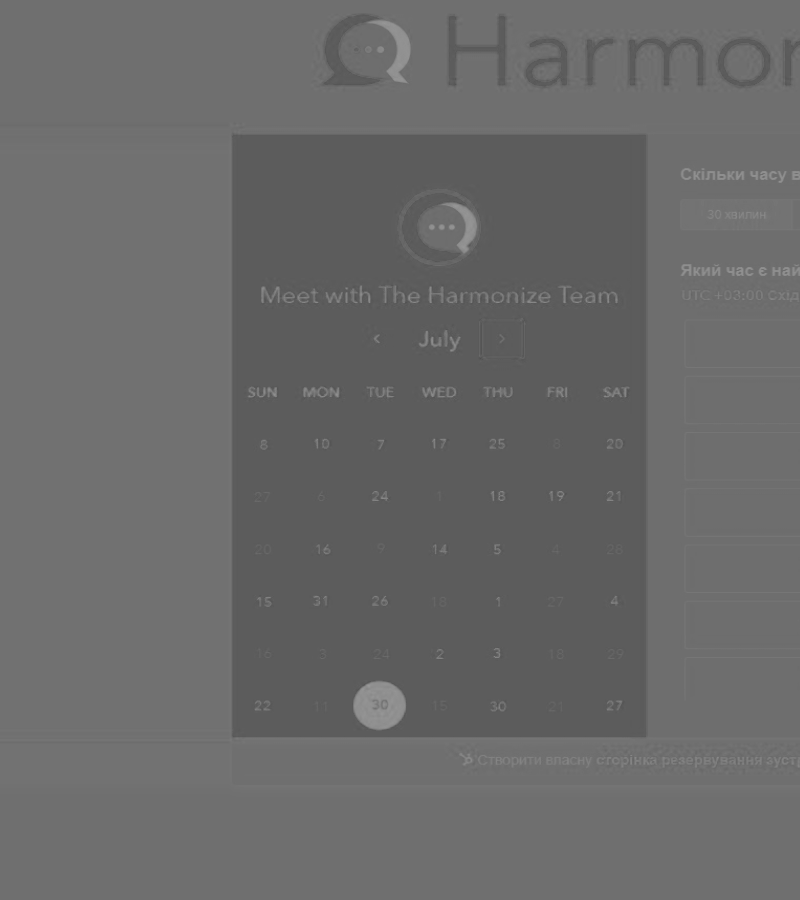 Harmon
Meet with The Harmonize Team
July
SUN MON TUE WED THU FRI SAT
8 10 7 17 25 8 20
27 6 24 1 18 19 21
20 16 9 14 5 4 28
15 31 26 18 1 27 4
16 3 24 2 3 18 29
22 11 30 15 30 21 27
Скільки часу в
30 хвилин
Який час є най
UTC +03:00 Схід
Створити власну сторінка резервування зуст